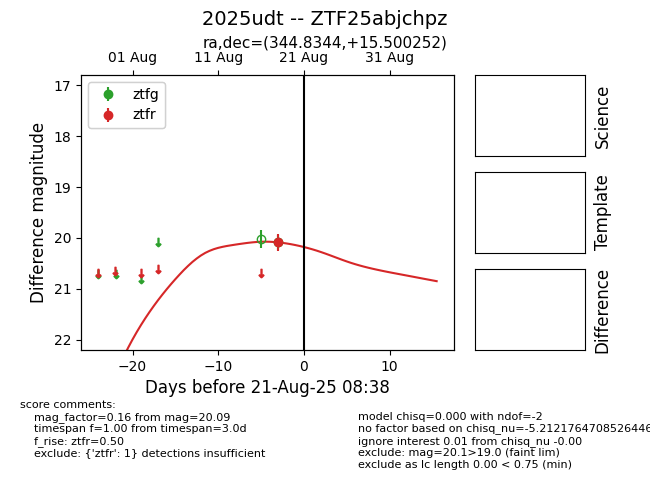 2025udt -- ZTF25abjchpz
ra,dec=(344.8344,+15.500252)
01 Aug 11 Aug 21 Aug 31 Aug
ztfg
ztfr
17
18
19
20
21
22
Difference magnitude
−20 −10 0 10
Days before 21-Aug-25 08:38
Science
Template
Difference
score comments:
mag_factor=0.16 from mag=20.09
timespan f=1.00 from timespan=3.0d
f_rise: ztfr=0.50
exclude: {'ztfr': 1} detections insufficient
model chisq=0.000 with ndof=-2
no factor based on chisq_nu=-5.2121764708526446
ignore interest 0.01 from chisq_nu -0.00
exclude: mag=20.1>19.0 (faint lim)
exclude as lc length 0.00 < 0.75 (min)